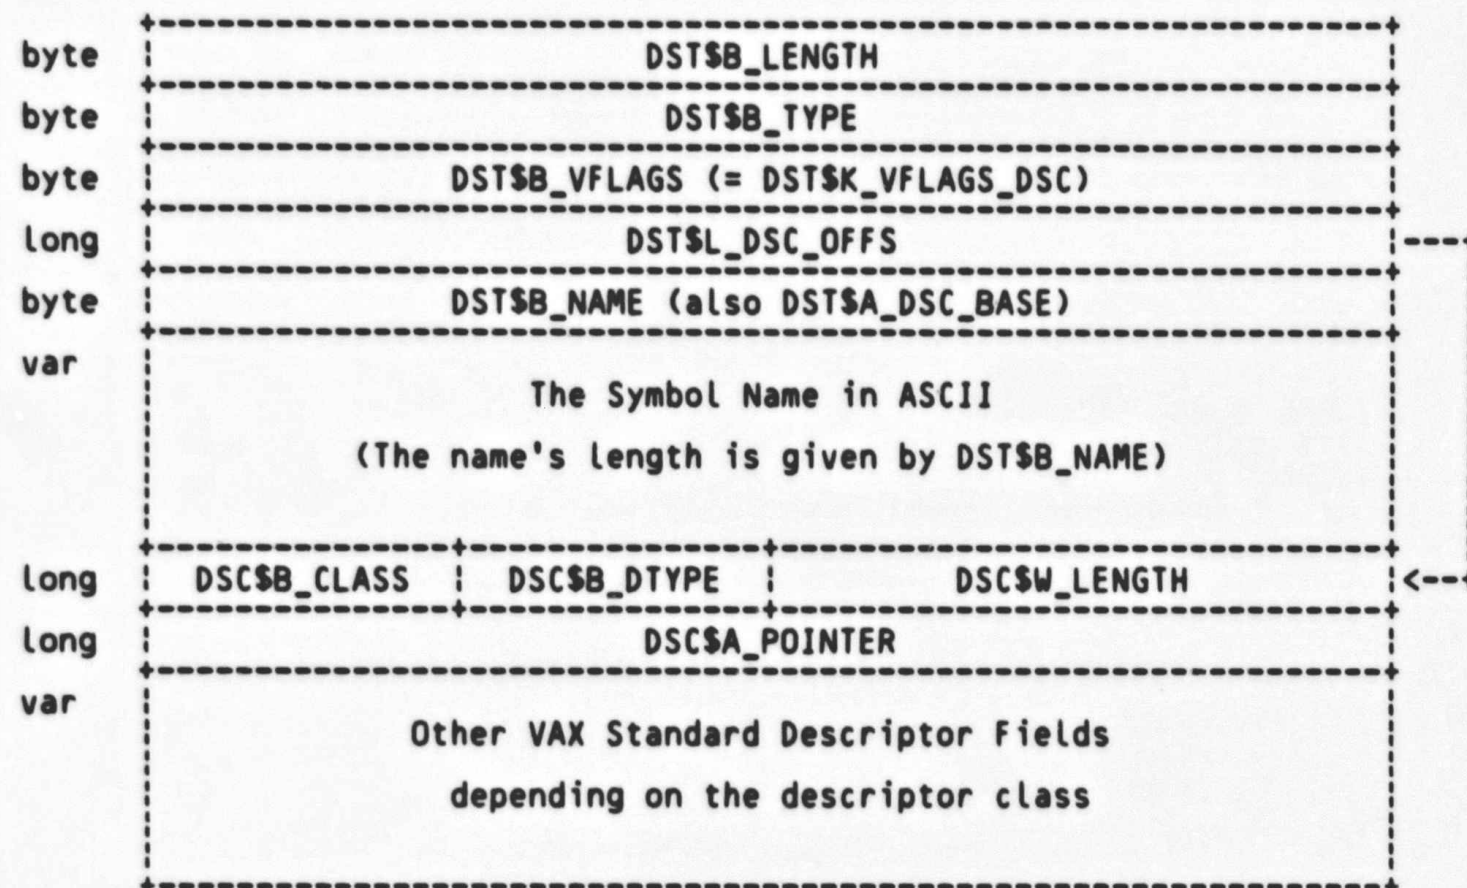 byte DST$B_LENGTH
byte DST$B_TYPE
byte DST$B_VFLAGS (= DST$K_VFLAGS_DSC)
long DST$L_DSC_OFFS
byte DST$B_NAME (also DST$A_DSC_BASE)
var
The Symbol Name in ASCII
(The name's length is given by DST$B_NAME)
long DSC$B_CLASS DSC$B_DTYPE DSC$W_LENGTH
long DSC$A_POINTER
var
Other VAX Standard Descriptor Fields
depending on the descriptor class